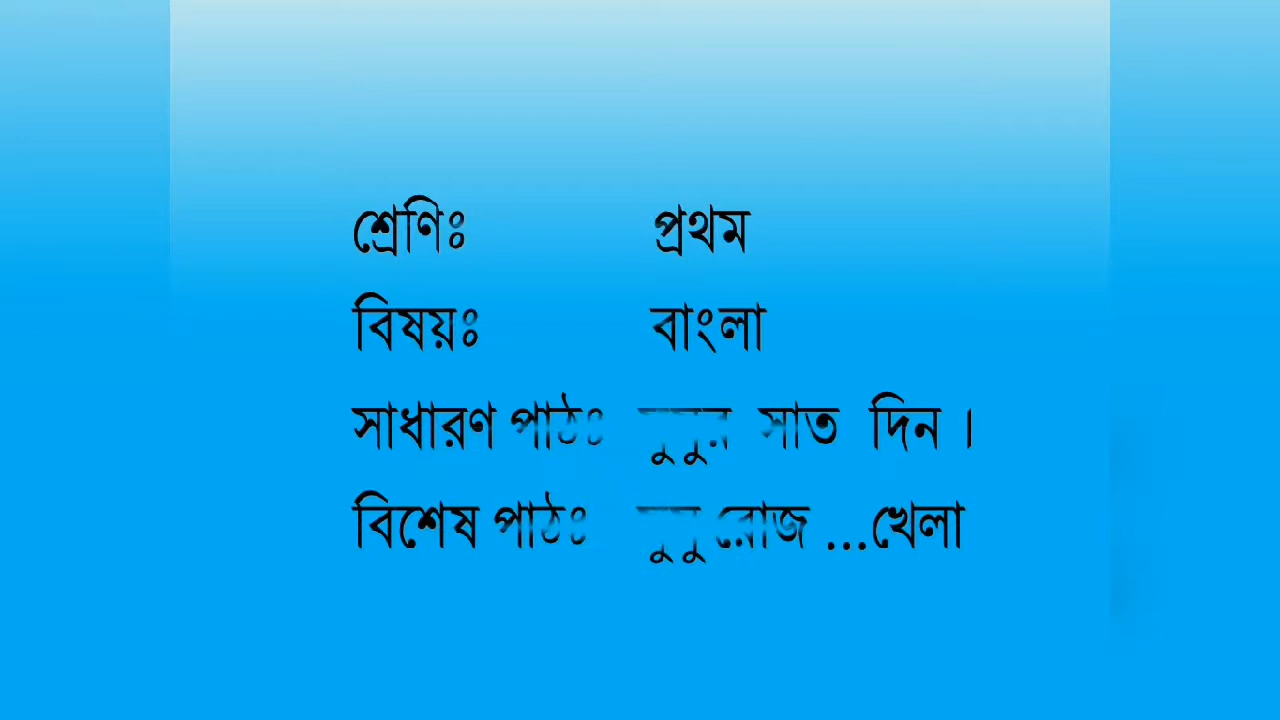 শ্রেণিঃ প্রথম
বিষয়ঃ বাংলা
সাধারণ পাঠঃ সাত দিন ।
বিশেষ পাঠঃ রোজ ...খেলা